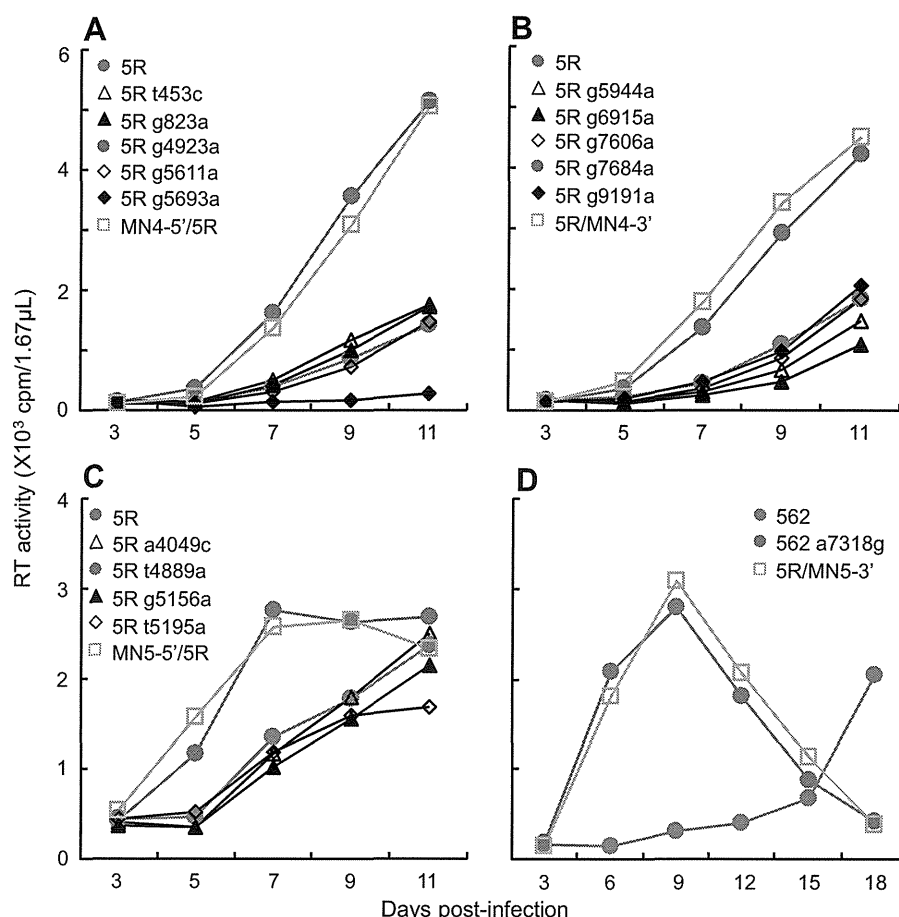 A
6
4
2
0
5R
5R t453c
5R g823a
5R g4923a
5R g5611a
5R g5693a
MN4-5'/5R
3 5 7 9 11
B
5R
5R g5944a
5R g6915a
5R g7606a
5R g7684a
5R g9191a
5R/MN4-3'
3 5 7 9 11
RT activity (X10³ cpm/1.67µL)
C
4
3
2
1
0
5R
5R a4049c
5R t4889a
5R g5156a
5R t5195a
MN5-5'/5R
3 5 7 9 11
D
562
562 a7318g
5R/MN5-3'
3 6 9 12 15 18
Days post-infection